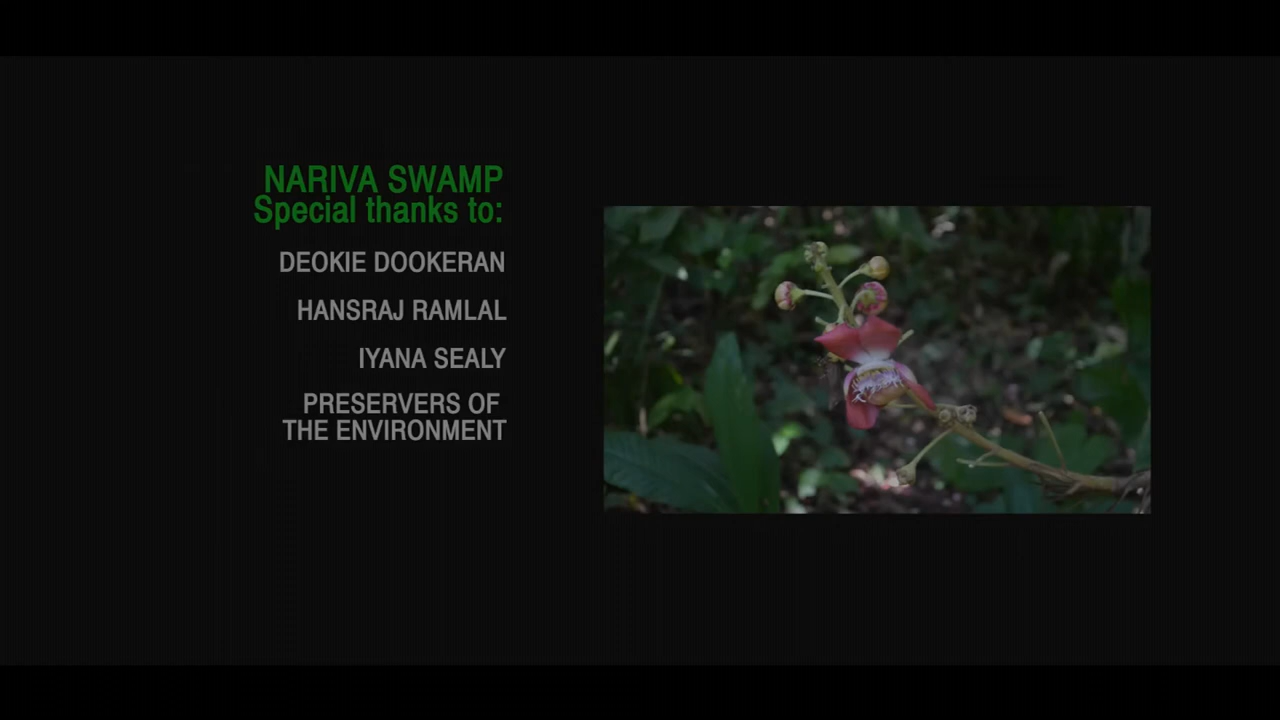 NARIVA SWAMP
Special thanks to:
DEOKIE DOOKERAN
HANSRAJ RAMLAL
IYANA SEALY
PRESERVERS OF
THE ENVIRONMENT